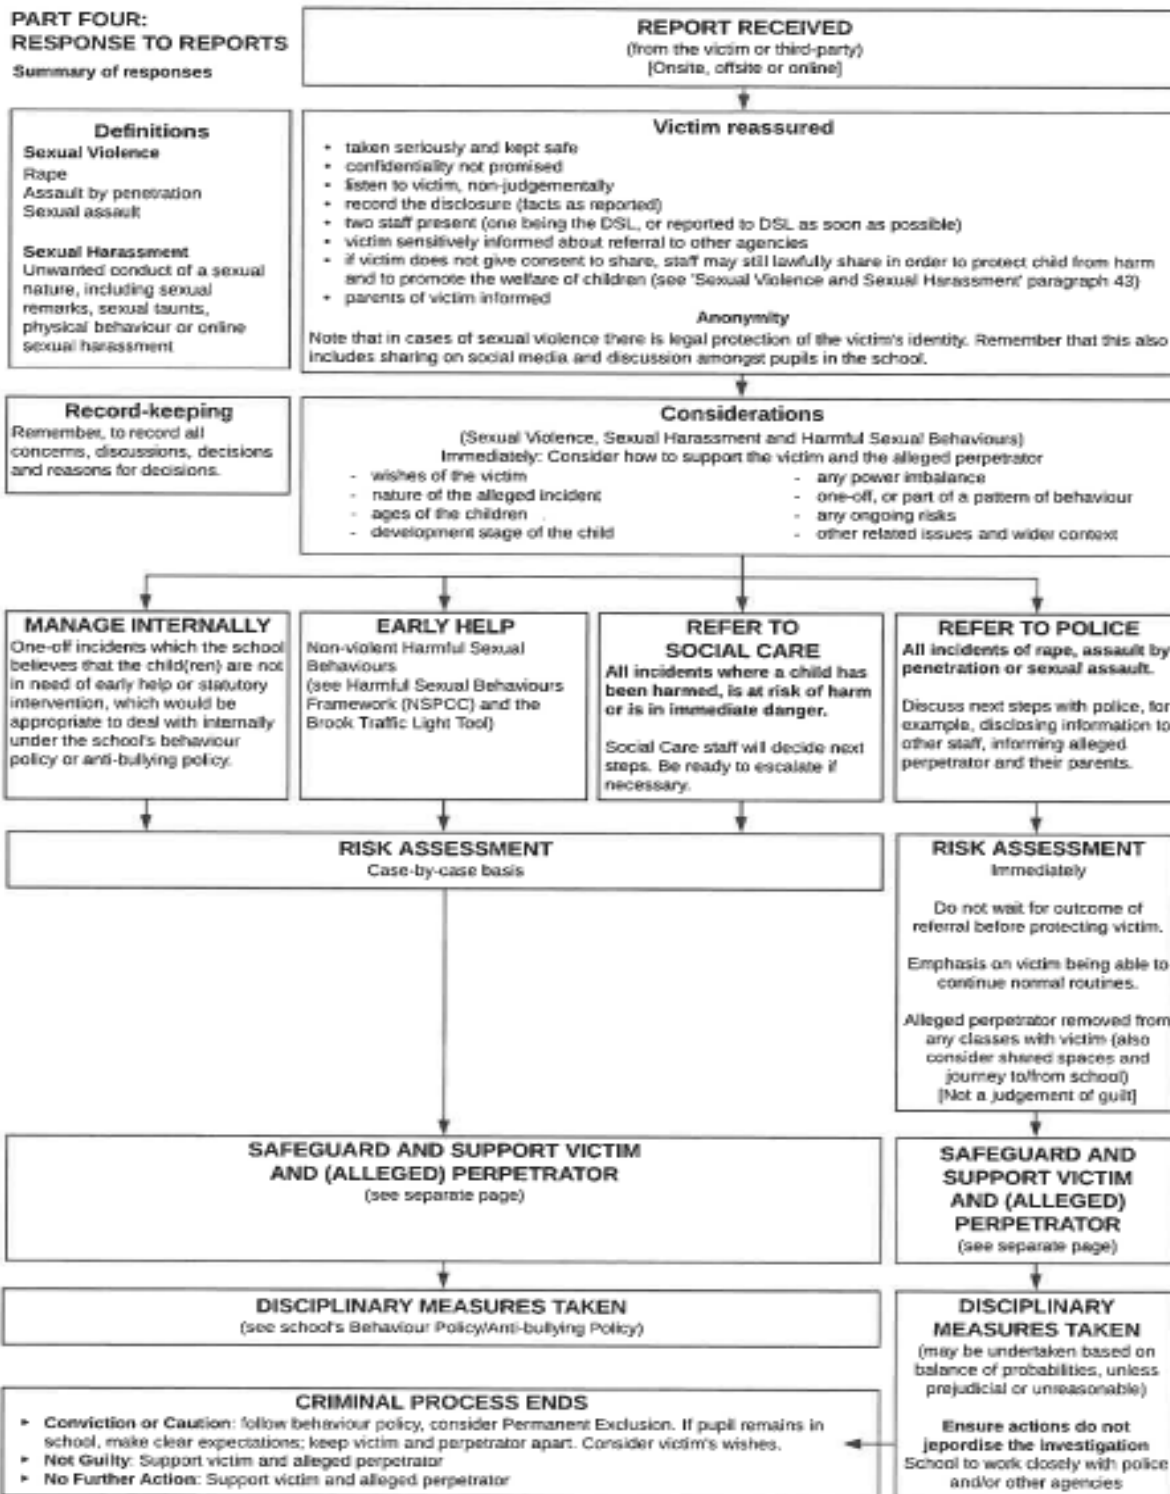 PART FOUR:
RESPONSE TO REPORTS
Summary of responses
REPORT RECEIVED
(from the victim or third-party)
[Onsite, offsite or online]
Definitions
Sexual Violence
Rape
Assault by penetration
Sexual assault
Sexual Harassment
Unwanted conduct of a sexual
nature, including sexual
remarks, sexual taunts,
physical behaviour or online
sexual harassment
Victim reassured
• taken seriously and kept safe
• confidentiality not promised
• listen to victim, non-judgementally
• record the disclosure (facts as reported)
• two staff present (one being the DSL, or reported to DSL as soon as possible)
• victim sensitively informed about referral to other agencies
• if victim does not give consent to share, staff may still lawfully share in order to protect child from harm
and to promote the welfare of children (see 'Sexual Violence and Sexual Harassment' paragraph 43)
• parents of victim informed
Anonymity
Note that in cases of sexual violence there is legal protection of the victim's identity. Remember that this also
includes sharing on social media and discussion amongst pupils in the school.
Record-keeping
Remember, to record all
concerns, discussions, decisions
and reasons for decisions.
Considerations
(Sexual Violence, Sexual Harassment and Harmful Sexual Behaviours)
Immediately: Consider how to support the victim and the alleged perpetrator
- wishes of the victim
- nature of the alleged incident
- ages of the children
- development stage of the child
- any power imbalance
- one-off, or part of a pattern of behaviour
- any ongoing risks
- other related issues and wider context
MANAGE INTERNALLY
One-off incidents which the school
believes that the child(ren) are not
in need of early help or statutory
intervention, which would be
appropriate to deal with internally
under the school's behaviour
policy or anti-bullying policy.
EARLY HELP
Non-violent Harmful Sexual
Behaviours
(see Harmful Sexual Behaviours
Framework (NSPCC) and the
Brook Traffic Light Tool)
REFER TO
SOCIAL CARE
All incidents where a child has
been harmed, is at risk of harm
or is in immediate danger.
Social Care staff will decide next
steps. Be ready to escalate if
necessary.
REFER TO POLICE
All incidents of rape, assault by
penetration or sexual assault.
Discuss next steps with police, for
example, disclosing information to
other staff, informing alleged
perpetrator and their parents.
RISK ASSESSMENT
Case-by-case basis
RISK ASSESSMENT
Immediately
Do not wait for outcome of
referral before protecting victim.
Emphasis on victim being able to
continue normal routines.
Alleged perpetrator removed from
any classes with victim (also
consider shared spaces and
journey to/from school)
[Not a judgement of guilt]
SAFEGUARD AND SUPPORT VICTIM
AND (ALLEGED) PERPETRATOR
(see separate page)
SAFEGUARD AND
SUPPORT VICTIM
AND (ALLEGED)
PERPETRATOR
(see separate page)
DISCIPLINARY MEASURES TAKEN
(see school's Behaviour Policy/Anti-bullying Policy)
DISCIPLINARY
MEASURES TAKEN
(may be undertaken based on
balance of probabilities, unless
prejudicial or unreasonable)
Ensure actions do not
jepordise the investigation
School to work closely with police
and/or other agencies
CRIMINAL PROCESS ENDS
► Conviction or Caution: follow behaviour policy, consider Permanent Exclusion. If pupil remains in
school, make clear expectations; keep victim and perpetrator apart. Consider victim's wishes.
► Not Guilty: Support victim and alleged perpetrator
► No Further Action: Support victim and alleged perpetrator